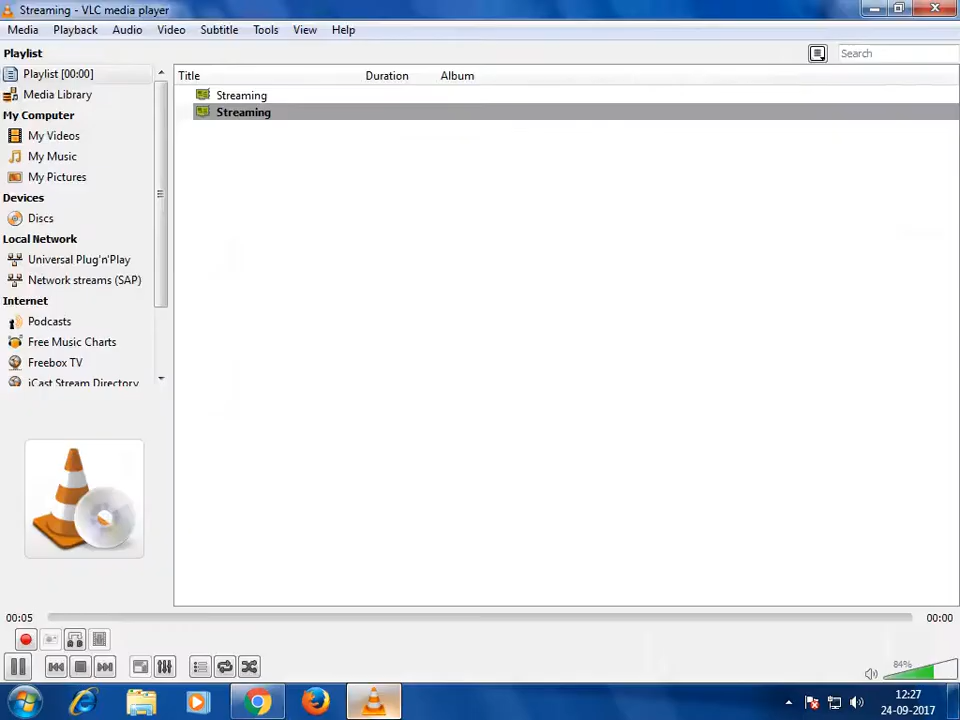 Streaming - VLC media player
Media Playback Audio Video Subtitle Tools View Help
Playlist
Search
Playlist [00:00]
Media Library
My Computer
My Videos
My Music
My Pictures
Devices
Discs
Local Network
Universal Plug'n'Play
Network streams (SAP)
Internet
Podcasts
Free Music Charts
Freebox TV
iCast Stream Directory
Title Duration Album
Streaming
Streaming
00:05
00:00
84%
12:27
24-09-2017